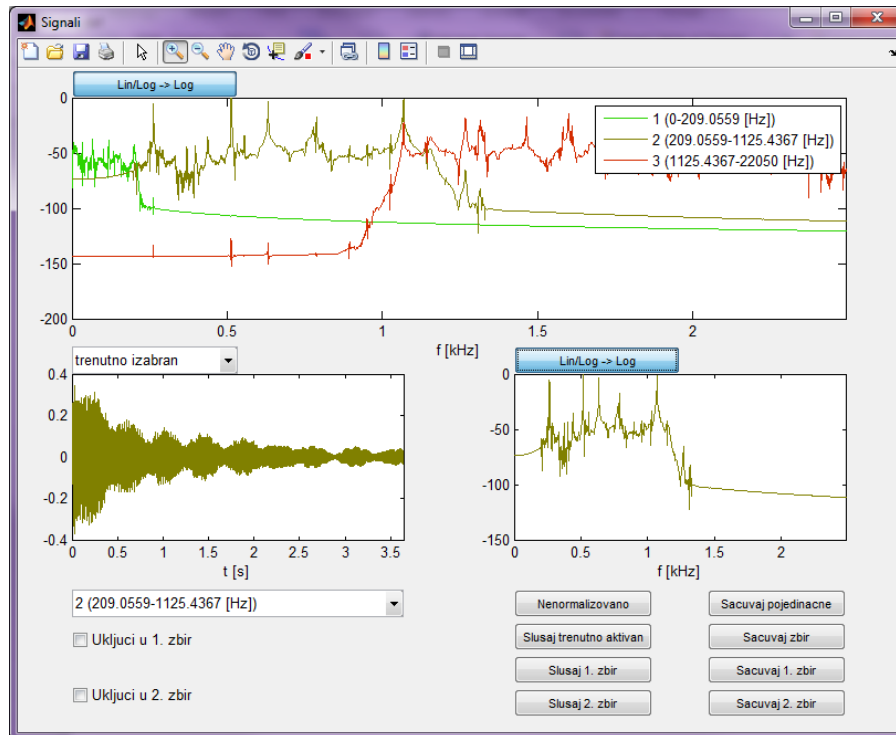 Signali
Lin/Log -> Log
0
-50
-100
-150
-200
0
0.5
1
1.5
2
f [kHz]
1 (0-209.0559 [Hz])
2 (209.0559-1125.4367 [Hz])
3 (1125.4367-22050 [Hz])
trenutno izabran
0.4
0.2
0
-0.2
-0.4
0
0.5
1
1.5
2
2.5
3
3.5
t [s]
Lin/Log -> Log
0
-50
-100
-150
0
0.5
1
1.5
2
f [kHz]
2 (209.0559-1125.4367 [Hz])
Ukljuci u 1. zbir
Ukljuci u 2. zbir
Nenormalizovano
Sacuvaj pojedinacne
Slusaj trenutno aktivan
Sacuvaj zbir
Slusaj 1. zbir
Sacuvaj 1. zbir
Slusaj 2. zbir
Sacuvaj 2. zbir